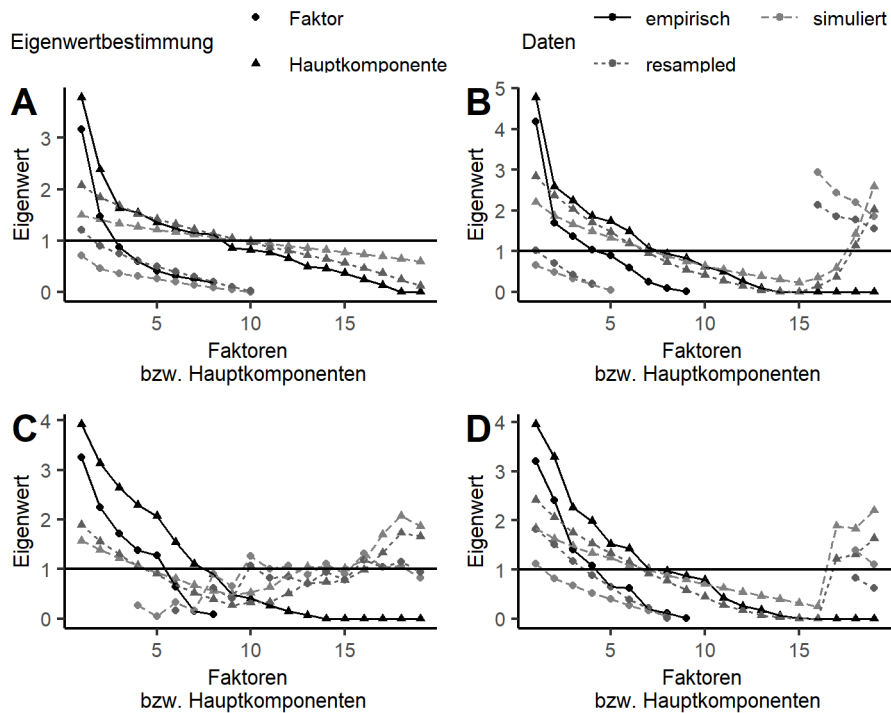 Eigenwertbestimmung
Faktor
Hauptkomponente
Daten
empirisch
simuliert
resampled
A
Eigenwert
3
2
1
0
5
10
15
Faktoren
bzw. Hauptkomponenten
B
Eigenwert
5
4
3
2
1
0
5
10
15
Faktoren
bzw. Hauptkomponenten
C
Eigenwert
4
3
2
1
0
5
10
15
Faktoren
bzw. Hauptkomponenten
D
Eigenwert
4
3
2
1
0
5
10
15
Faktoren
bzw. Hauptkomponenten